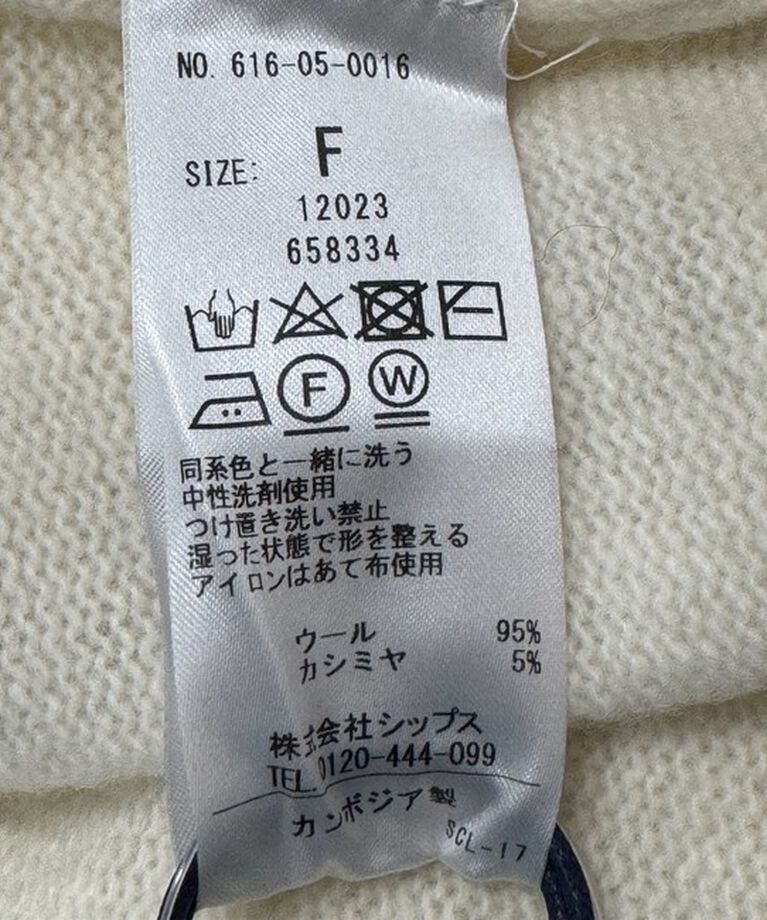 NO. 616-05-0016
SIZE: F
12023
658334
F W
同系色と一緒に洗う
中性洗剤使用
つけ置き洗い禁止
湿った状態で形を整える
アイロンはあて布使用
ウール 95%
カシミヤ 5%
株式会社シップス
TEL.0120-444-099
カンボジア製
SCL-17